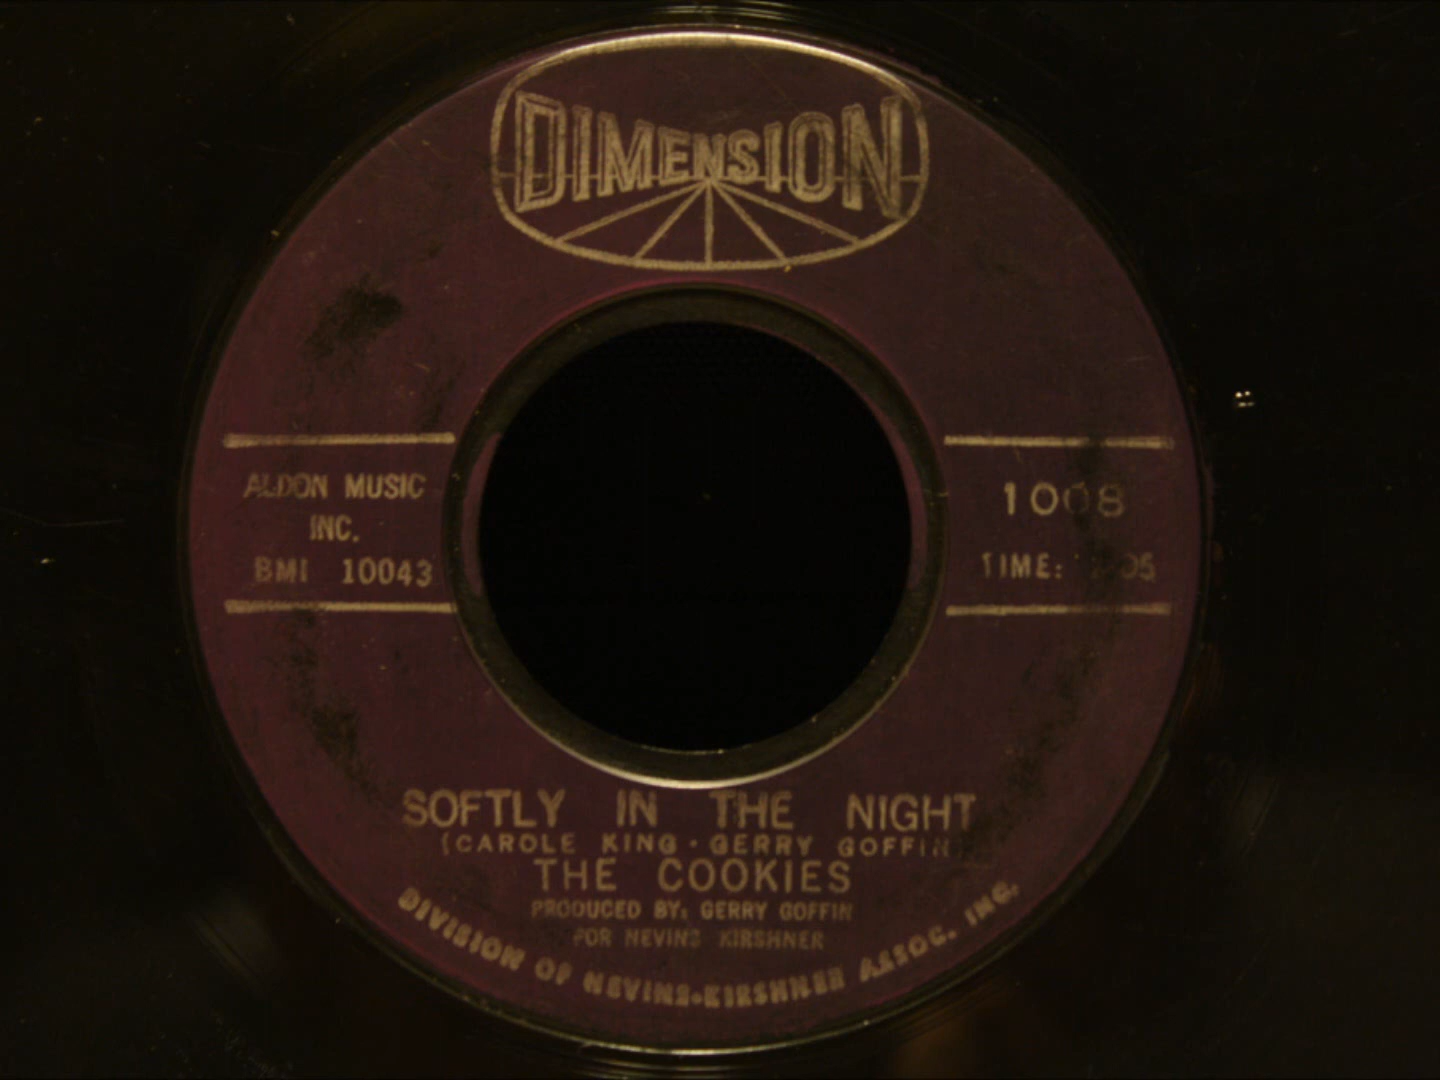 DIMENSION
ALDON MUSIC
INC.
BMI 10043
1008
TIME:
SOFTLY IN THE NIGHT
(CAROLE KING · GERRY GOFFIN)
THE COOKIES
PRODUCED BY: GERRY GOFFIN
FOR NEVINS KIRSHNER
DIVISION OF NEVINS-KIRSHNER ASSOC. INC.